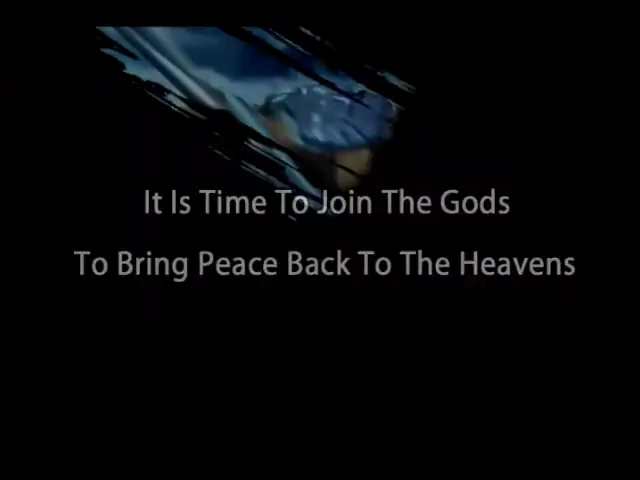 It Is Time To Join The Gods
To Bring Peace Back To The Heavens